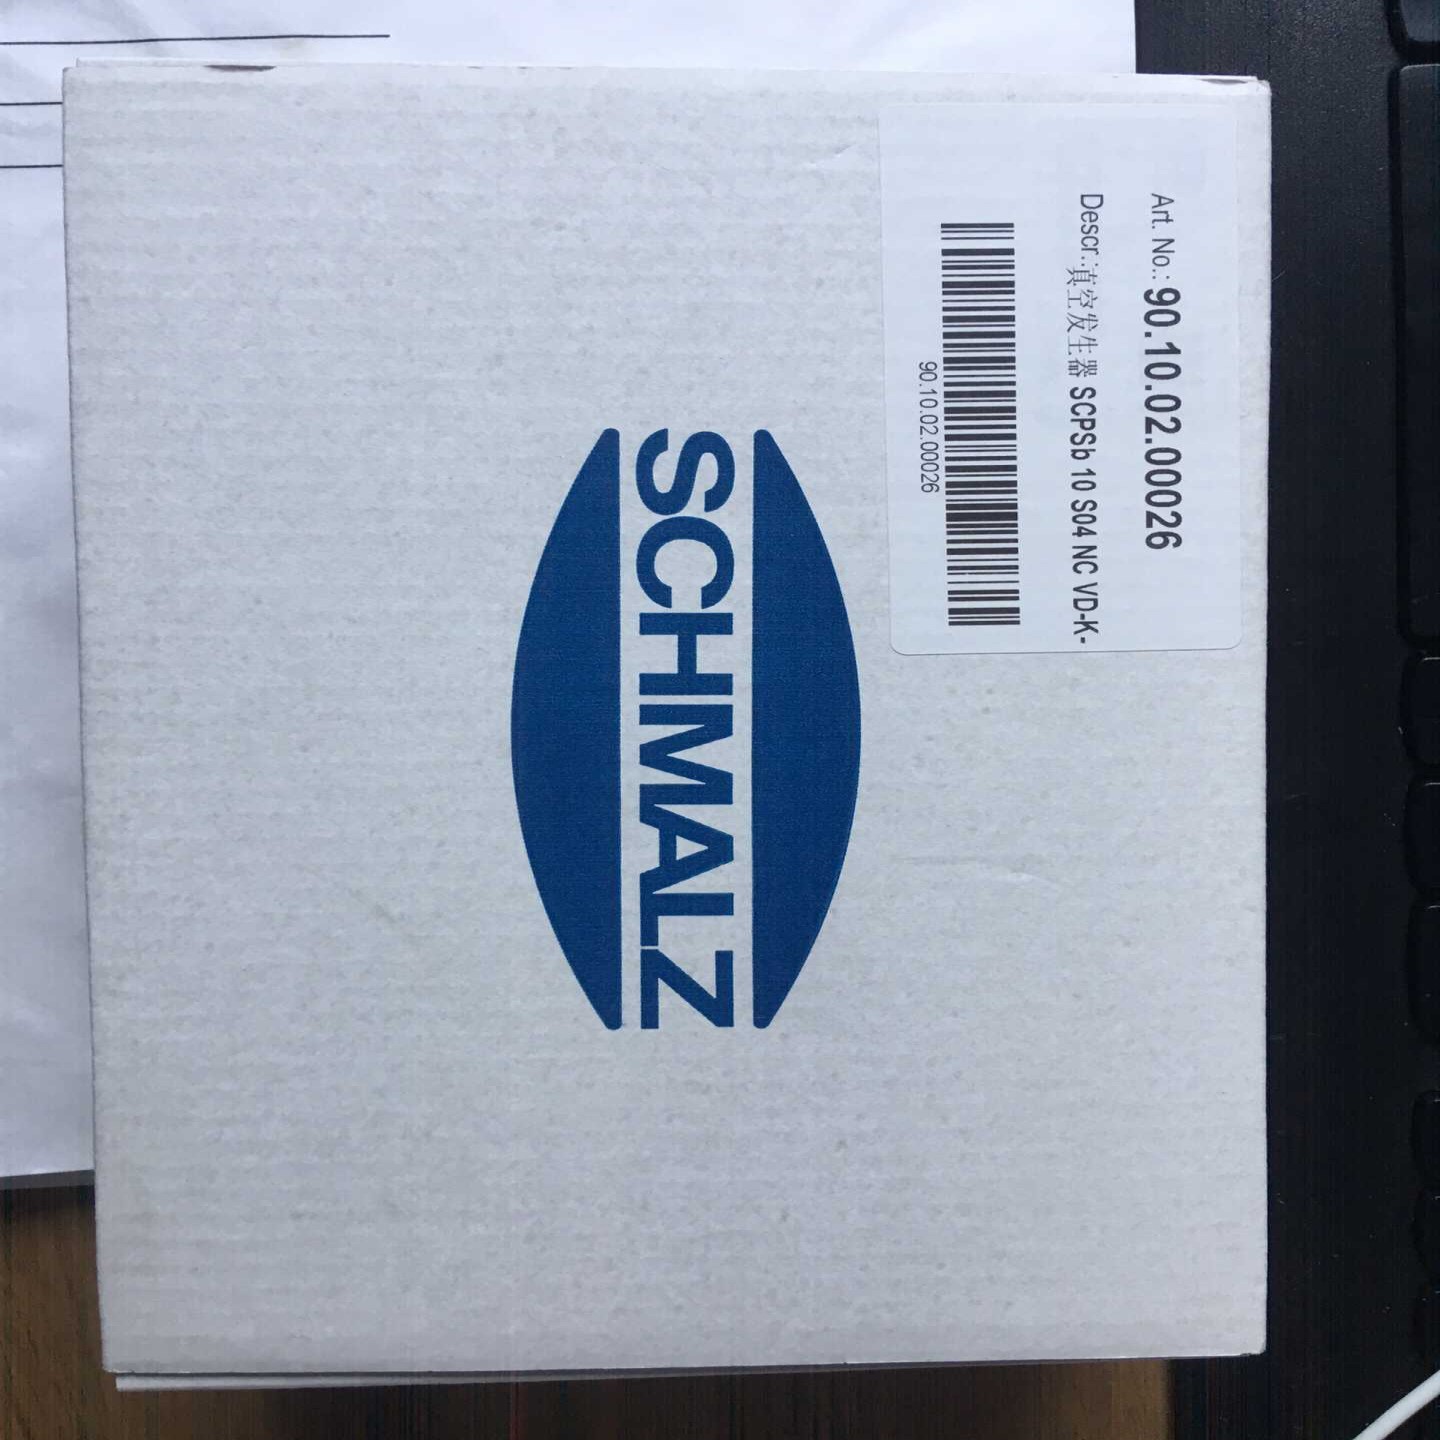 Art. No.: 90.10.02.00026
Descr.:真空发生器 SCPSb 10 S04 NC VD-K-
90.10.02.00026
SCHMALZ